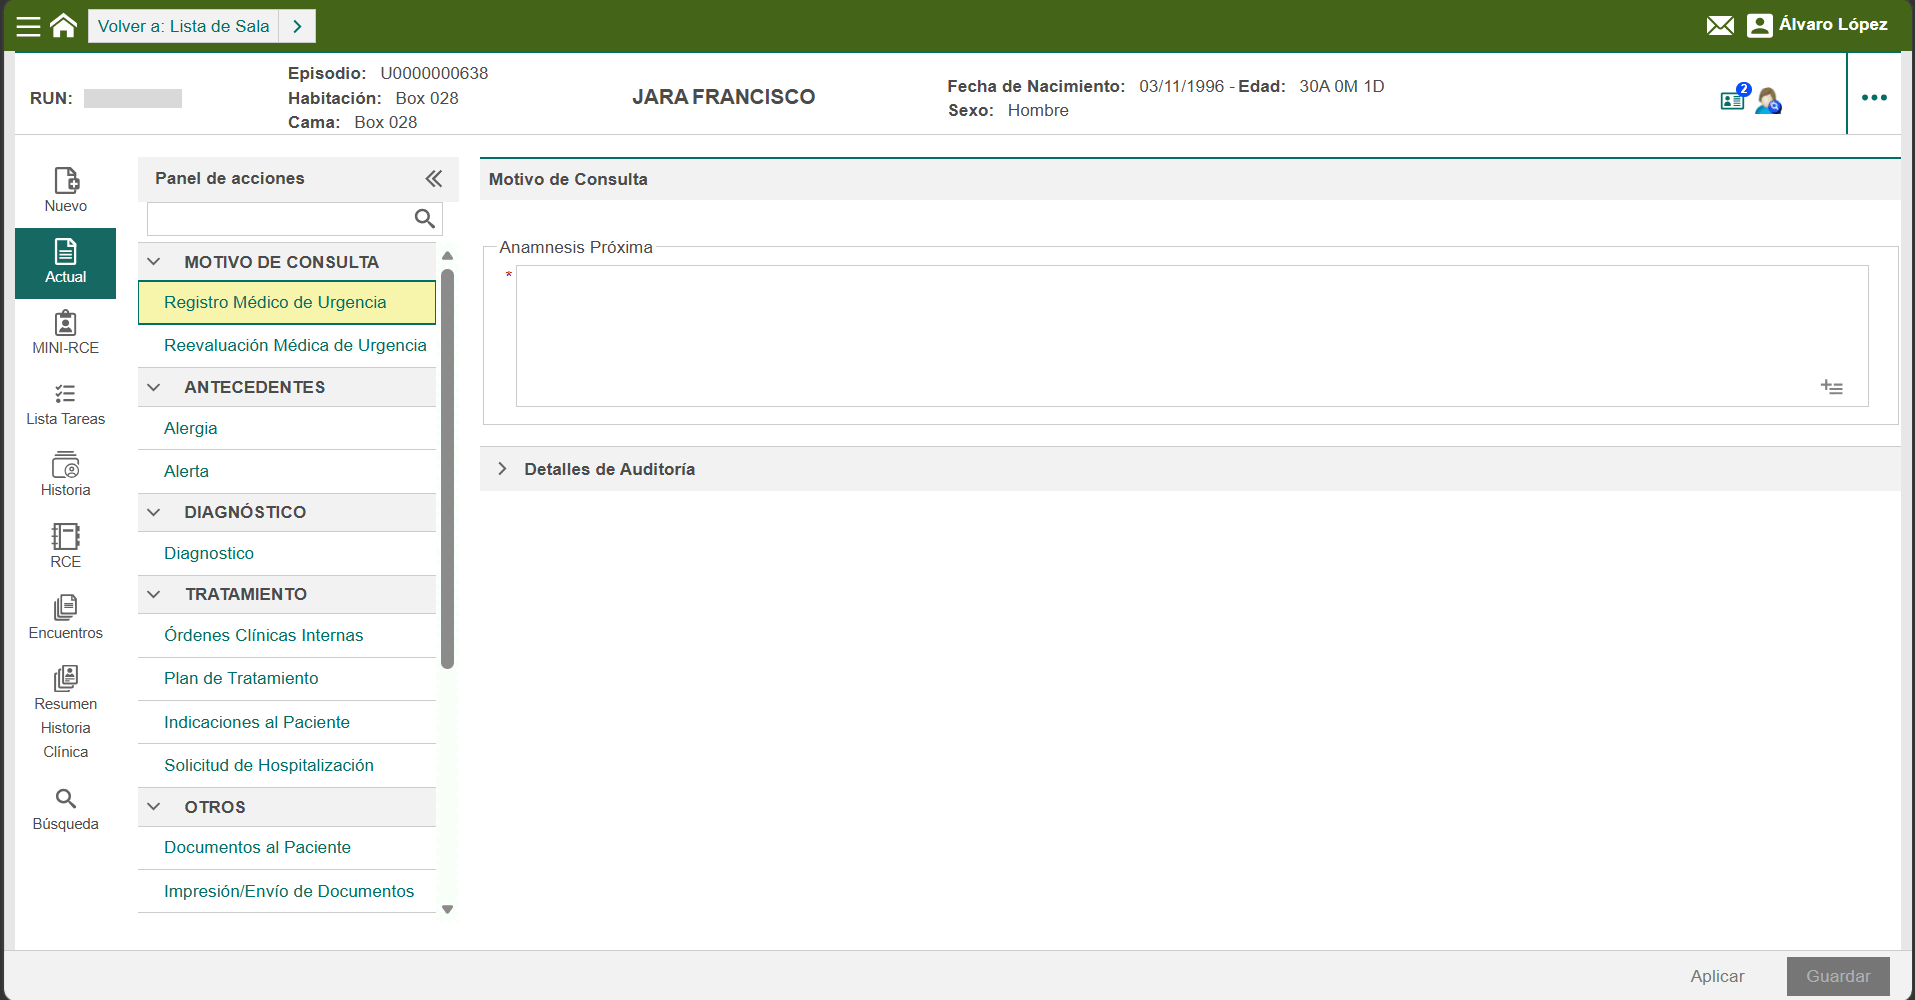 Volver a: Lista de Sala
Álvaro López
RUN:
Episodio: U0000000638
Habitación: Box 028
Cama: Box 028
JARA FRANCISCO
Fecha de Nacimiento: 03/11/1996 - Edad: 30A 0M 1D
Sexo: Hombre
2
Nuevo
Actual
MINI-RCE
Lista Tareas
Historia
RCE
Encuentros
Resumen
Historia
Clínica
Búsqueda
Panel de acciones
MOTIVO DE CONSULTA
Registro Médico de Urgencia
Reevaluación Médica de Urgencia
ANTECEDENTES
Alergia
Alerta
DIAGNÓSTICO
Diagnostico
TRATAMIENTO
Órdenes Clínicas Internas
Plan de Tratamiento
Indicaciones al Paciente
Solicitud de Hospitalización
OTROS
Documentos al Paciente
Impresión/Envío de Documentos
Motivo de Consulta
Anamnesis Próxima
*
Detalles de Auditoría
Aplicar
Guardar